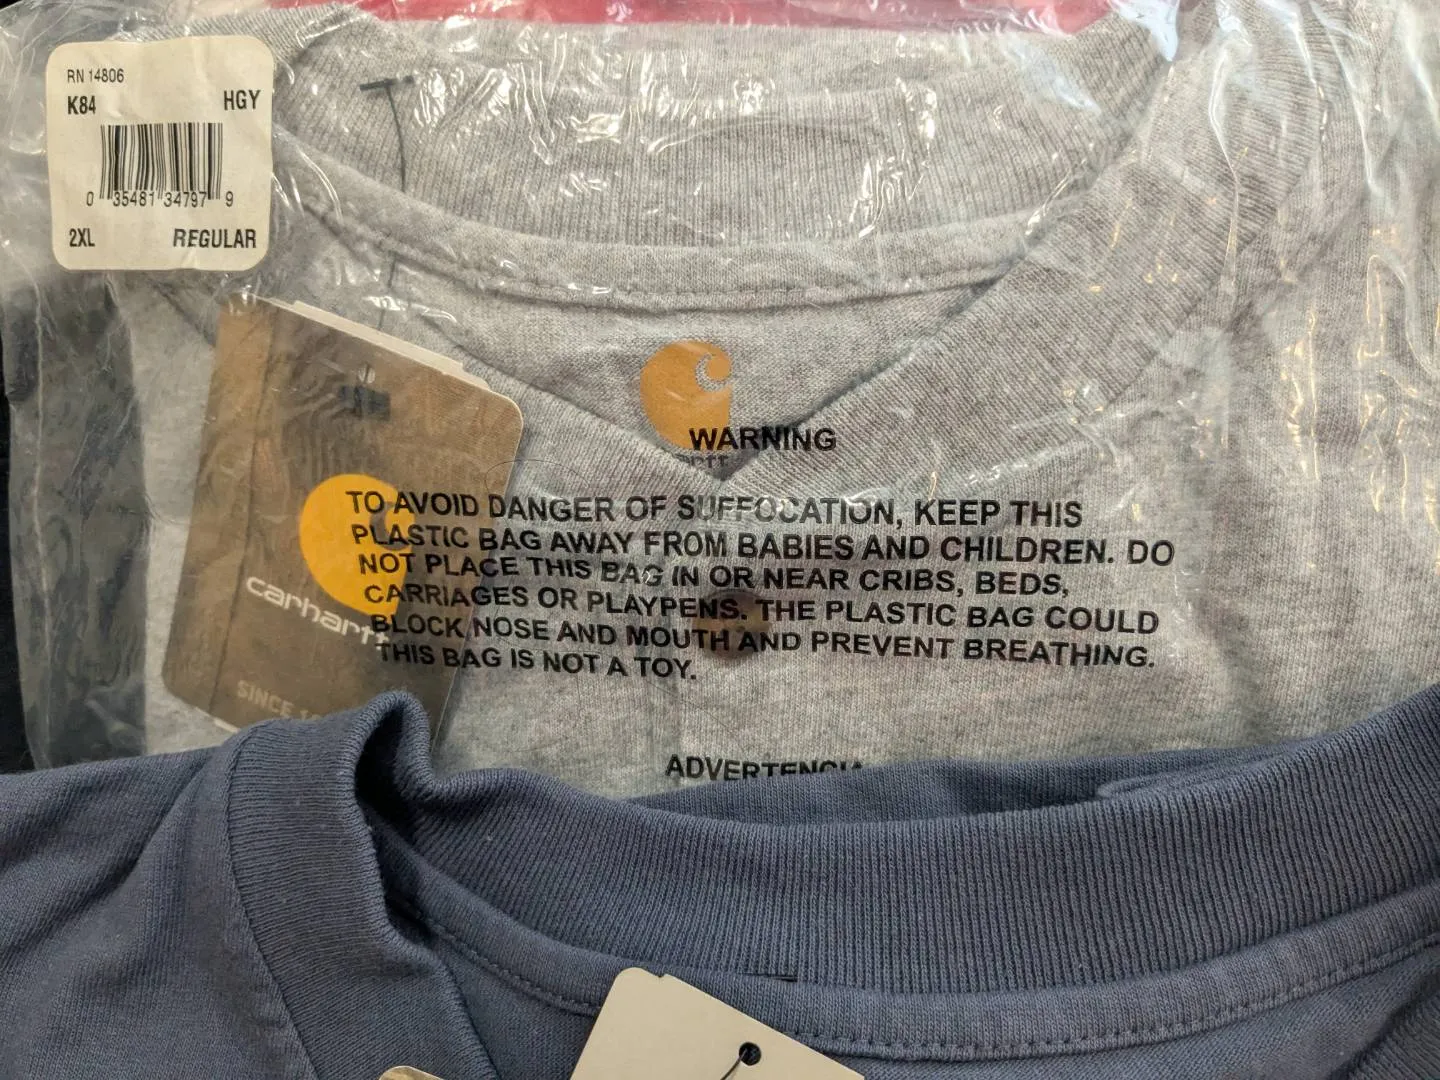 RN 14806
K84 HGY
0 35481 34797 9
2XL REGULAR
WARNING
TO AVOID DANGER OF SUFFOCATION, KEEP THIS
PLASTIC BAG AWAY FROM BABIES AND CHILDREN. DO
NOT PLACE THIS BAG IN OR NEAR CRIBS, BEDS,
CARRIAGES OR PLAYPENS. THE PLASTIC BAG COULD
BLOCK NOSE AND MOUTH AND PREVENT BREATHING.
THIS BAG IS NOT A TOY.
carhartt
SINCE
ADVERTENCIA